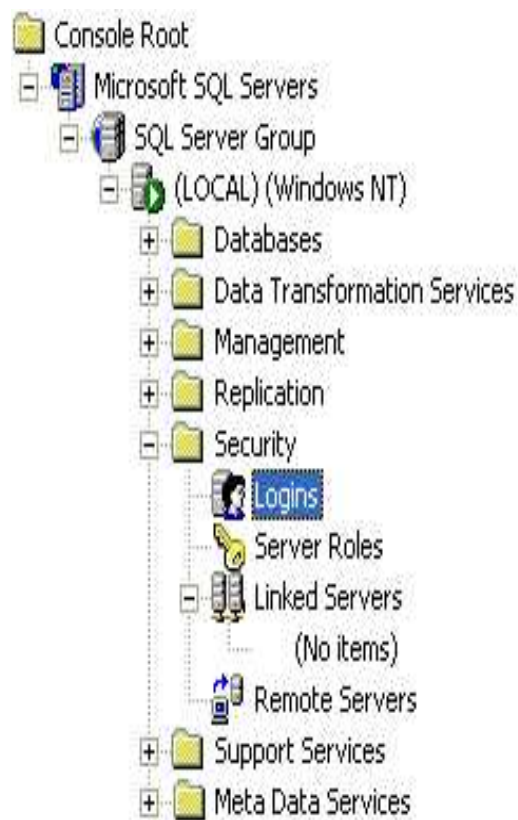 Console Root
Microsoft SQL Servers
SQL Server Group
(LOCAL) (Windows NT)
Databases
Data Transformation Services
Management
Replication
Security
Logins
Server Roles
Linked Servers
(No items)
Remote Servers
Support Services
Meta Data Services